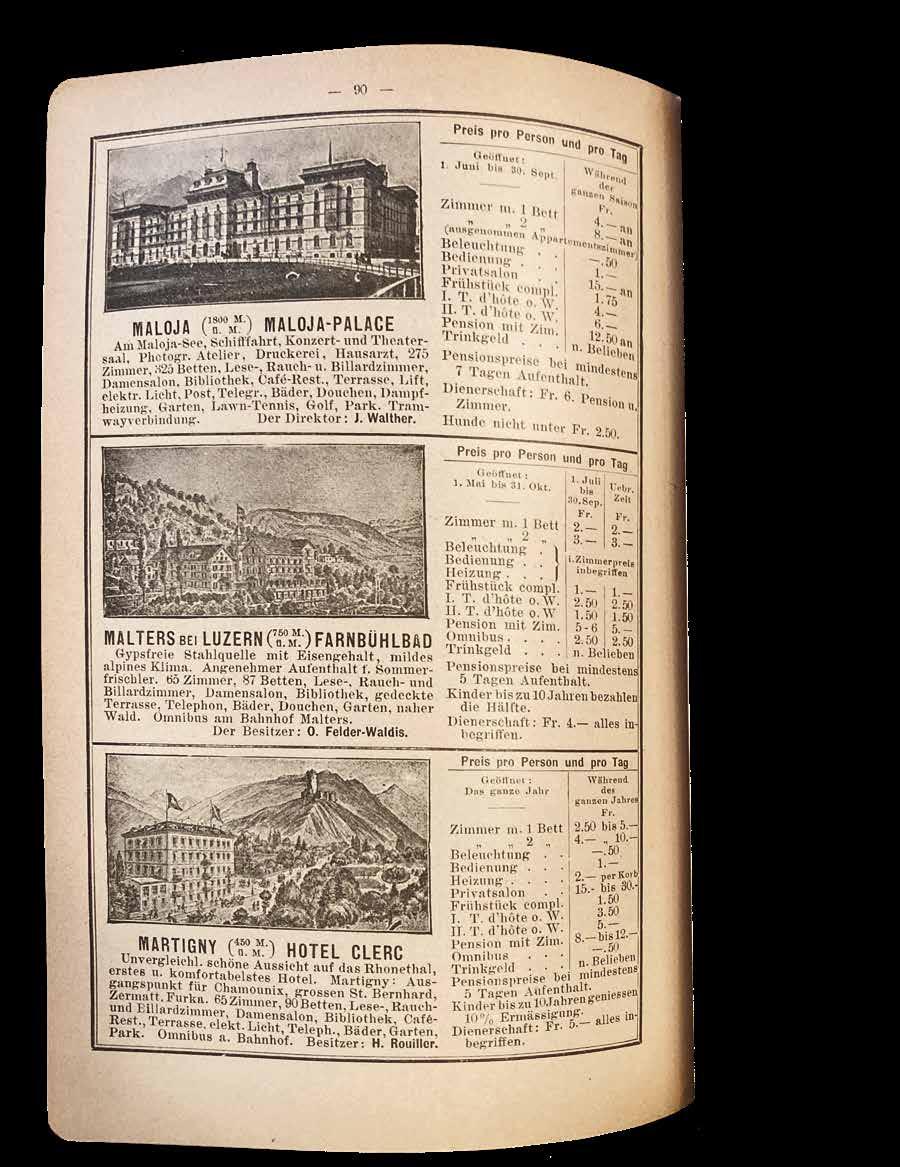 — 90 —
MALOJA (1800 M. ü. M.) MALOJA-PALACE
Am Maloja-See, Schifffahrt, Konzert- und Theater-
saal, Photogr. Atelier, Druckerei, Hausarzt, 275
Zimmer, 325 Betten, Lese-, Rauch- u. Billardzimmer,
Damensalon, Bibliothek, Café-Rest., Terrasse, Lift,
elektr. Licht, Post, Telegr., Bäder, Douchen, Dampf-
heizung, Garten, Lawn-Tennis, Golf, Park. Tram-
wayverbindung. Der Direktor: J. Walther.
Preis pro Person und pro Tag
Geöffnet:
1. Juni bis 30. Sept.
Während
der
ganzen Saison
Fr.
Zimmer m. 1 Bett 4.— an
„ „ 2 „ 8.— an
(ausgenommen Appartementszimmer)
Beleuchtung . . —.50
Bedienung . . . 1.—
Privatsalon . . 15.— an
Frühstück compl. 1.75
I. T. d'hôte o. W. 4.—
II. T. d'hôte o. W. 6.—
Pension mit Zim. 12.50 an
Trinkgeld . . . n. Belieben
Pensionspreise bei mindestens
7 Tagen Aufenthalt.
Dienerschaft: Fr. 6. Pension u.
Zimmer.
Hunde nicht unter Fr. 2.50.
MALTERS BEI LUZERN (750 M. ü. M.) FARNBÜHLBAD
Gypsfreie Stahlquelle mit Eisengehalt, mildes
alpines Klima. Angenehmer Aufenthalt f. Sommer-
frischler. 65 Zimmer, 87 Betten, Lese-, Rauch- und
Billardzimmer, Damensalon, Bibliothek, gedeckte
Terrasse, Telephon, Bäder, Douchen, Garten, naher
Wald. Omnibus am Bahnhof Malters.
Der Besitzer: O. Felder-Waldis.
Preis pro Person und pro Tag
Geöffnet:
1. Mai bis 31. Okt.
1. Juli
bis
30. Sep.
Uebr.
Zeit
Fr. Fr.
Zimmer m. 1 Bett 2.— 2.—
„ „ 2 „ 3.— 3.—
Beleuchtung .
Bedienung . .
Heizung . . .
i. Zimmerpreis
inbegriffen
Frühstück compl. 1.— 1.—
I. T. d'hôte o. W. 2.50 2.50
II. T. d'hôte o. W 1.50 1.50
Pension mit Zim. 5-6 5.—
Omnibus . . . . 2.50 2.50
Trinkgeld . . . n. Belieben
Pensionspreise bei mindestens
5 Tagen Aufenthalt.
Kinder bis zu 10 Jahren bezahlen
die Hälfte.
Dienerschaft: Fr. 4.— alles in-
begriffen.
MARTIGNY (450 M. ü. M.) HOTEL CLERC
Unvergleichl. schöne Aussicht auf das Rhonethal,
erstes u. komfortabelstes Hotel. Martigny: Aus-
gangspunkt für Chamounix, grossen St. Bernhard,
Zermatt, Furka. 65 Zimmer, 90 Betten, Lese-, Rauch-
und Billardzimmer, Damensalon, Bibliothek, Café-
Rest., Terrasse, elekt. Licht, Teleph., Bäder, Garten,
Park. Omnibus a. Bahnhof. Besitzer: H. Rouiller.
Preis pro Person und pro Tag
Geöffnet:
Das ganze Jahr
Während
des
ganzen Jahres
Fr.
Zimmer m. 1 Bett 2.50 bis 5.—
„ „ 2 „ 4.— „ 10.—
Beleuchtung . . —.50
Bedienung . . . 1.—
Heizung . . . . 2.— per Korb
Privatsalon . . 15.- bis 30.-
Frühstück compl. 1.50
I. T. d'hôte o. W. 3.50
II. T. d'hôte o. W. 5.—
Pension mit Zim. 8.— bis 12.—
Omnibus . . . —.50
Trinkgeld . . . n. Belieben
Pensionspreise bei mindestens
5 Tagen Aufenthalt.
Kinder bis zu 10 Jahren geniessen
10% Ermässigung.
Dienerschaft: Fr. 5.— alles in-
begriffen.